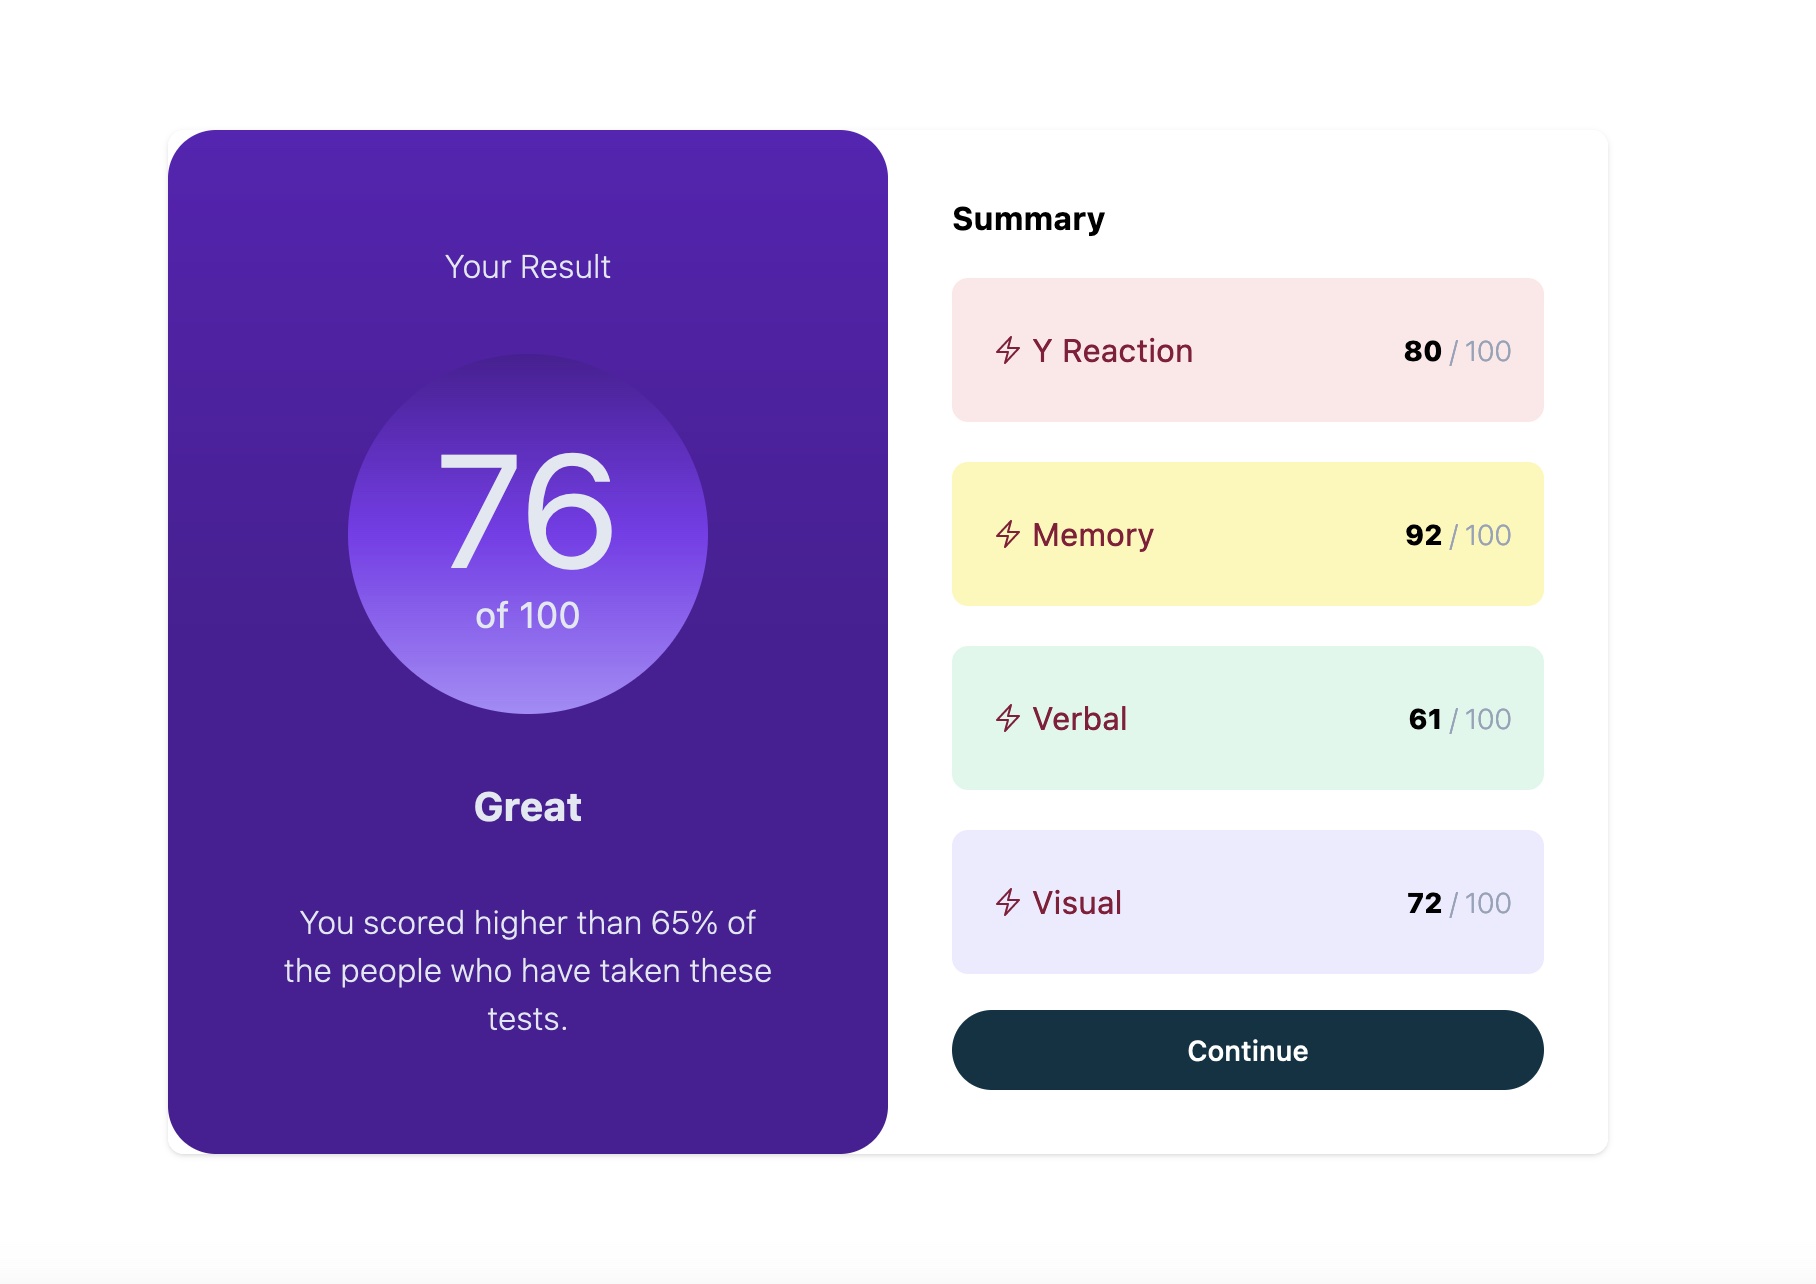 Your Result
76
of 100
Great
You scored higher than 65% of
the people who have taken these
tests.
Summary
Y Reaction 80 / 100
Memory 92 / 100
Verbal 61 / 100
Visual 72 / 100
Continue